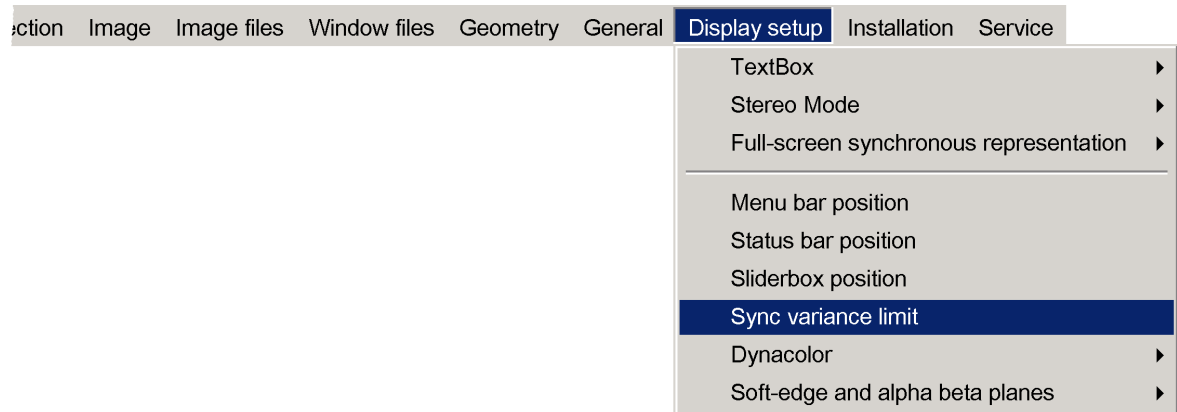 ction Image Image files Window files Geometry General Display setup Installation Service
TextBox
Stereo Mode
Full-screen synchronous representation
Menu bar position
Status bar position
Sliderbox position
Sync variance limit
Dynacolor
Soft-edge and alpha beta planes